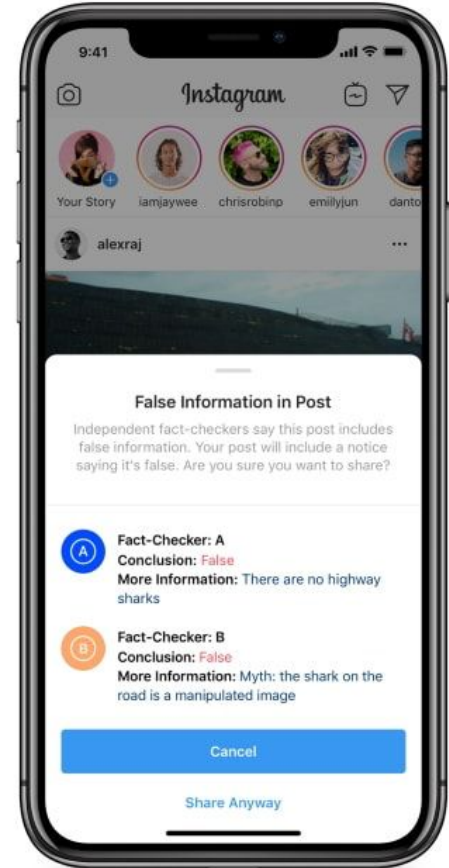 9:41
Instagram
Your Story
iamjaywee
chrisrobinp
emiilyjun
danto
alexraj
False Information in Post
Independent fact-checkers say this post includes
false information. Your post will include a notice
saying it's false. Are you sure you want to share?
A
Fact-Checker: A
Conclusion: False
More Information: There are no highway
sharks
B
Fact-Checker: B
Conclusion: False
More Information: Myth: the shark on the
road is a manipulated image
Cancel
Share Anyway